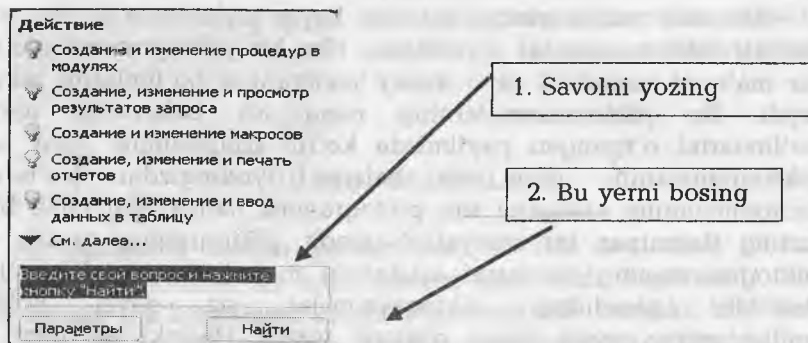 Действие
Создание и изменение процедур в
модулях
Создание, изменение и просмотр
результатов запроса
Создание и изменение макросов
Создание, изменение и печать
отчетов
Создание, изменение и ввод
данных в таблицу
См. далее...
Введите свой вопрос и нажмите
кнопку "Найти".
Параметры
Найти
1. Savolni yozing
2. Bu yerni bosing